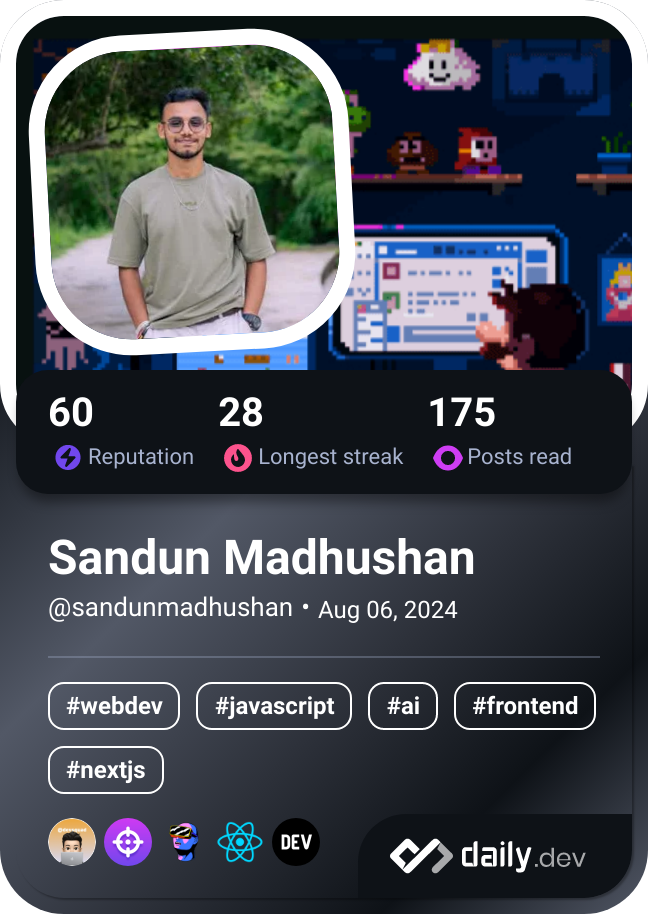 60 28 175
Reputation Longest streak Posts read
Sandun Madhushan
@sandunmadhushan • Aug 06, 2024
#webdev #javascript #ai #frontend
#nextjs
DEV
daily.dev